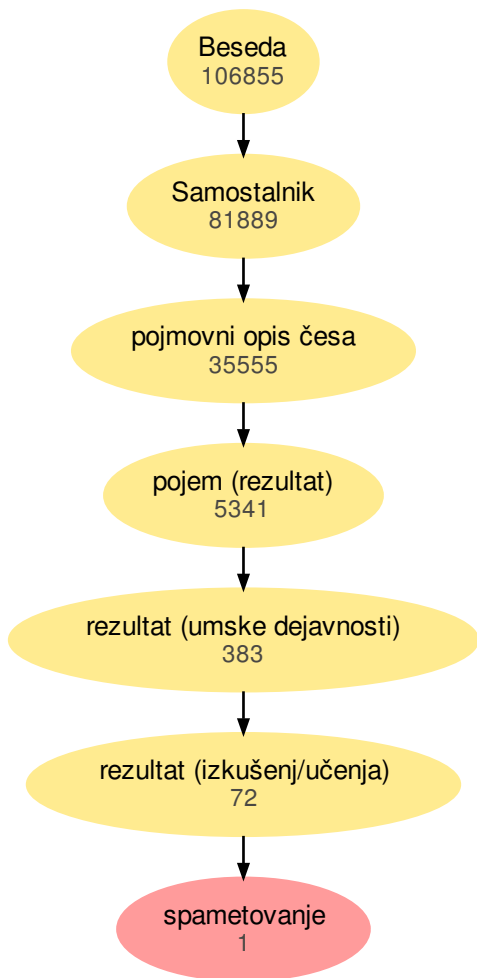 Beseda
106855
Samostalnik
81889
pojmovni opis česa
35555
pojem (rezultat)
5341
rezultat (umske dejavnosti)
383
rezultat (izkušenj/učenja)
72
spametovanje
1